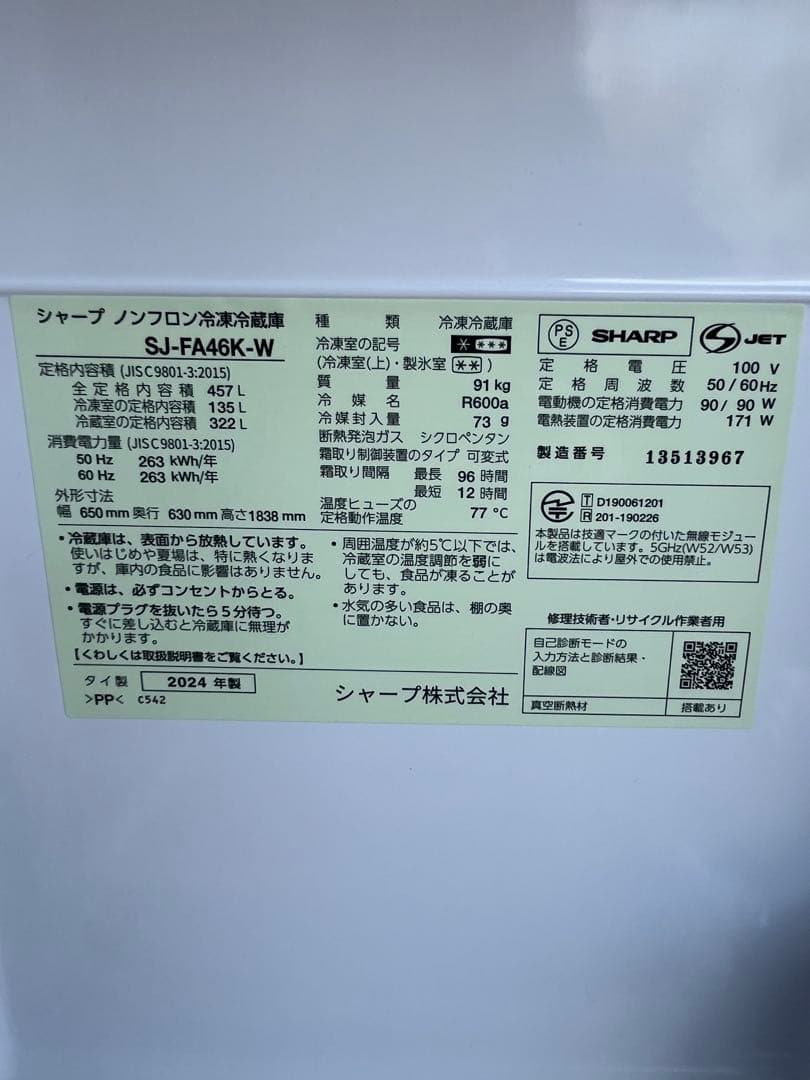 シャープ ノンフロン冷凍冷蔵庫
SJ-FA46K-W
定格内容積 (JIS C 9801-3:2015)
全定格内容積 457 L
冷凍室の定格内容積 135 L
冷蔵室の定格内容積 322 L
消費電力量 (JIS C 9801-3:2015)
50 Hz 263 kWh/年
60 Hz 263 kWh/年
外形寸法
幅 650 mm 奥行 630 mm 高さ 1838 mm
種類 冷凍冷蔵庫
冷凍室の記号 * ***
(冷凍室(上)・製氷室 ** )
質量 91 kg
冷媒名 R600a
冷媒封入量 73 g
断熱発泡ガス シクロペンタン
霜取り制御装置のタイプ 可変式
霜取り間隔 最長 96 時間
最短 12 時間
温度ヒューズの
定格動作温度 77 ℃
PSE SHARP S JET
定格電圧 100 V
定格周波数 50/60 Hz
電動機の定格消費電力 90/ 90 W
電熱装置の定格消費電力 171 W
製造番号 13513967
T D190061201
R 201-190226
本製品は技適マークの付いた無線モジュー
ルを搭載しています。5GHz(W52/W53)
は電波法により屋外での使用禁止。
・冷蔵庫は、表面から放熱しています。
使いはじめや夏場は、特に熱くなりま
すが、庫内の食品に影響はありません。
・電源は、必ずコンセントからとる。
・電源プラグを抜いたら5分待つ。
すぐに差し込むと冷蔵庫に無理が
かかります。
【くわしくは取扱説明書をご覧ください。】
・周囲温度が約5℃以下では、
冷蔵室の温度調節を弱に
しても、食品が凍ることが
あります。
・水気の多い食品は、棚の奥
に置かない。
修理技術者・リサイクル作業者用
自己診断モードの
入力方法と診断結果・
配線図
真空断熱材 搭載あり
タイ製 2024 年製
>PP< C542
シャープ株式会社